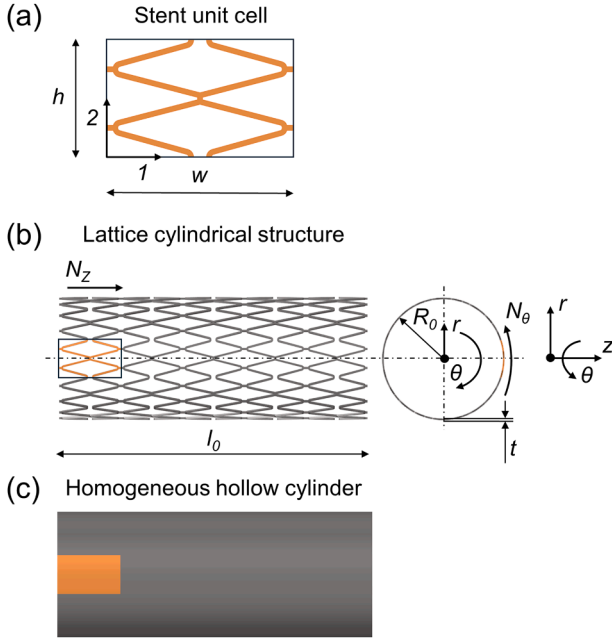 (a) Stent unit cell
h
2
1
w
(b) Lattice cylindrical structure
N_Z
R_0
r
N_θ
θ
r
z
θ
l_0
t
(c) Homogeneous hollow cylinder